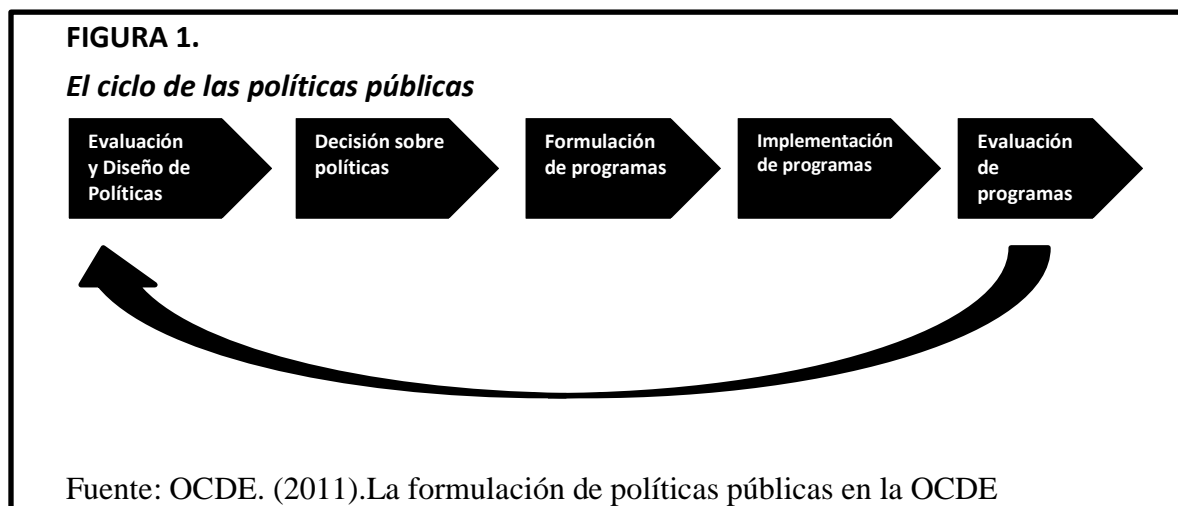 FIGURA 1.
El ciclo de las políticas públicas
Evaluación
y Diseño de
Políticas
Decisión sobre
políticas
Formulación
de programas
Implementación
de programas
Evaluación
de
programas
Fuente: OCDE. (2011).La formulación de políticas públicas en la OCDE